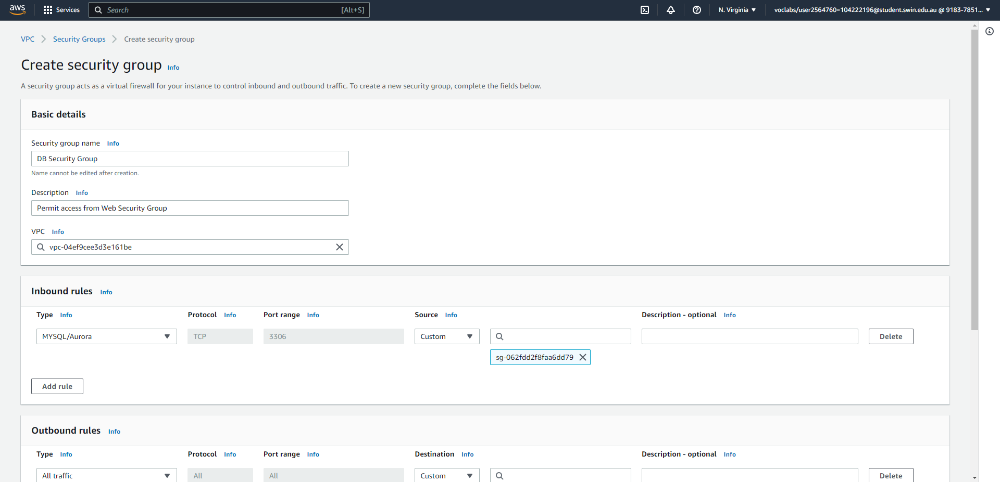 aws Services Search [Alt+S] N. Virginia voclabs/user2564760=104222196@student.swin.edu.au @ 9183-7851...
VPC Security Groups Create security group
Create security group Info
A security group acts as a virtual firewall for your instance to control inbound and outbound traffic. To create a new security group, complete the fields below.
Basic details
Security group name Info
DB Security Group
Name cannot be edited after creation.
Description Info
Permit access from Web Security Group
VPC Info
vpc-04ef9cee3d3e161be
Inbound rules Info
Type Info Protocol Info Port range Info Source Info Description - optional Info
MYSQL/Aurora TCP 3306 Custom Delete
sg-062fdd2f8faa6dd79
Add rule
Outbound rules Info
Type Info Protocol Info Port range Info Destination Info Description - optional Info
All traffic All All Custom Delete